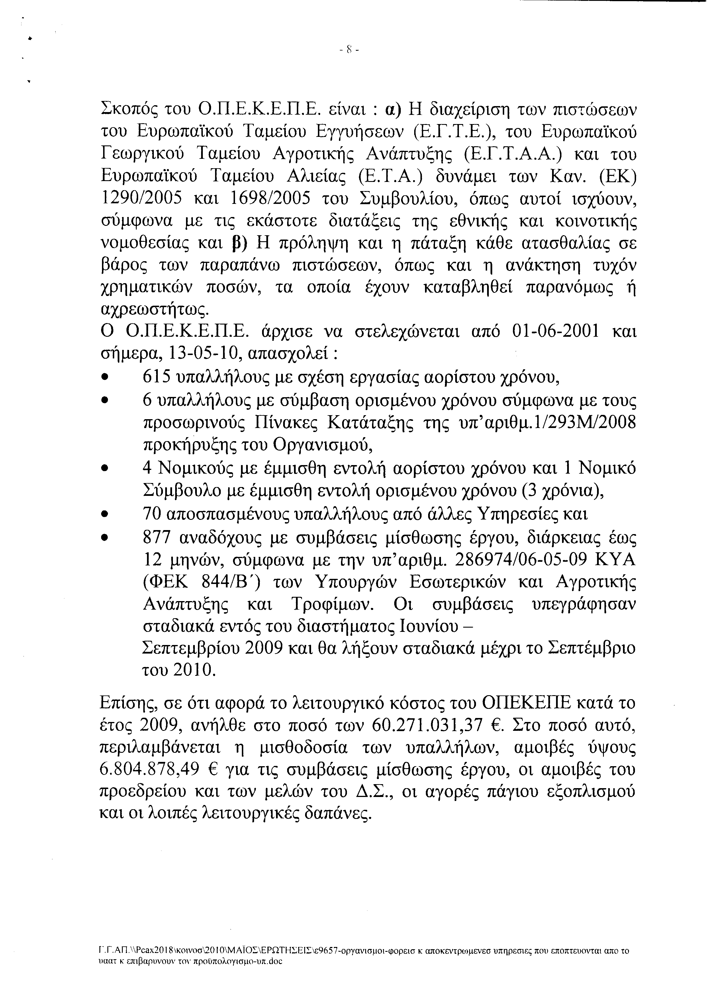 - 8 -
Σκοπός του Ο.Π.Ε.Κ.Ε.Π.Ε. είναι : α) Η διαχείριση των πιστώσεων
του Ευρωπαϊκού Ταμείου Εγγυήσεων (Ε.Γ.Τ.Ε.), του Ευρωπαϊκού
Γεωργικού Ταμείου Αγροτικής Ανάπτυξης (Ε.Γ.Τ.Α.Α.) και του
Ευρωπαϊκού Ταμείου Αλιείας (Ε.Τ.Α.) δυνάμει των Καν. (ΕΚ)
1290/2005 και 1698/2005 του Συμβουλίου, όπως αυτοί ισχύουν,
σύμφωνα με τις εκάστοτε διατάξεις της εθνικής και κοινοτικής
νομοθεσίας και β) Η πρόληψη και η πάταξη κάθε ατασθαλίας σε
βάρος των παραπάνω πιστώσεων, όπως και η ανάκτηση τυχόν
χρηματικών ποσών, τα οποία έχουν καταβληθεί παρανόμως ή
αχρεωστήτως.
Ο Ο.Π.Ε.Κ.Ε.Π.Ε. άρχισε να στελεχώνεται από 01-06-2001 και
σήμερα, 13-05-10, απασχολεί :
• 615 υπαλλήλους με σχέση εργασίας αορίστου χρόνου,
• 6 υπαλλήλους με σύμβαση ορισμένου χρόνου σύμφωνα με τους
προσωρινούς Πίνακες Κατάταξης της υπ’αριθμ.1/293Μ/2008
προκήρυξης του Οργανισμού,
• 4 Νομικούς με έμμισθη εντολή αορίστου χρόνου και 1 Νομικό
Σύμβουλο με έμμισθη εντολή ορισμένου χρόνου (3 χρόνια),
• 70 αποσπασμένους υπαλλήλους από άλλες Υπηρεσίες και
• 877 αναδόχους με συμβάσεις μίσθωσης έργου, διάρκειας έως
12 μηνών, σύμφωνα με την υπ’αριθμ. 286974/06-05-09 ΚΥΑ
(ΦΕΚ 844/Β΄) των Υπουργών Εσωτερικών και Αγροτικής
Ανάπτυξης και Τροφίμων. Οι συμβάσεις υπεγράφησαν
σταδιακά εντός του διαστήματος Ιουνίου –
Σεπτεμβρίου 2009 και θα λήξουν σταδιακά μέχρι το Σεπτέμβριο
του 2010.
Επίσης, σε ότι αφορά το λειτουργικό κόστος του ΟΠΕΚΕΠΕ κατά το
έτος 2009, ανήλθε στο ποσό των 60.271.031,37 €. Στο ποσό αυτό,
περιλαμβάνεται η μισθοδοσία των υπαλλήλων, αμοιβές ύψους
6.804.878,49 € για τις συμβάσεις μίσθωσης έργου, οι αμοιβές του
προεδρείου και των μελών του Δ.Σ., οι αγορές πάγιου εξοπλισμού
και οι λοιπές λειτουργικές δαπάνες.
Γ.Γ.ΑΠ.\\Pcax2018\κοινοσ\2010\ΜΑΪΟΣ\ΕΡΩΤΗΣΕΙΣ\ε9657-οργανισμοι-φορεισ κ αποκεντρωμενεσ υπηρεσιες που εποπτευονται απο το
υαατ κ επιβαρυνουν τον προϋπολογισμο-υπ.doc